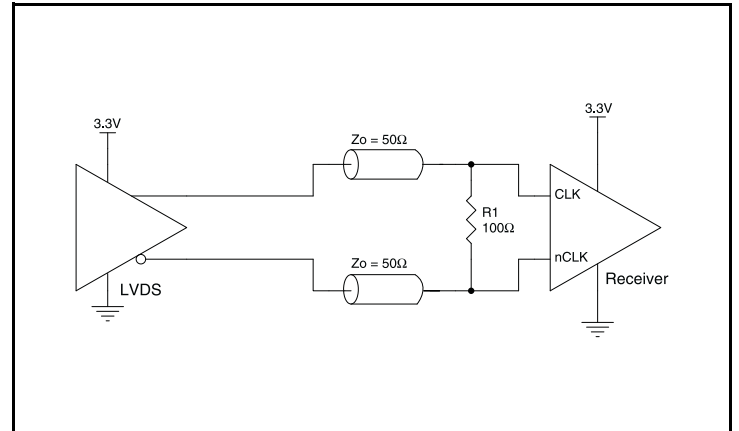 3.3V
3.3V
Zo = 50Ω
CLK
R1
100Ω
nCLK
Zo = 50Ω
LVDS
Receiver